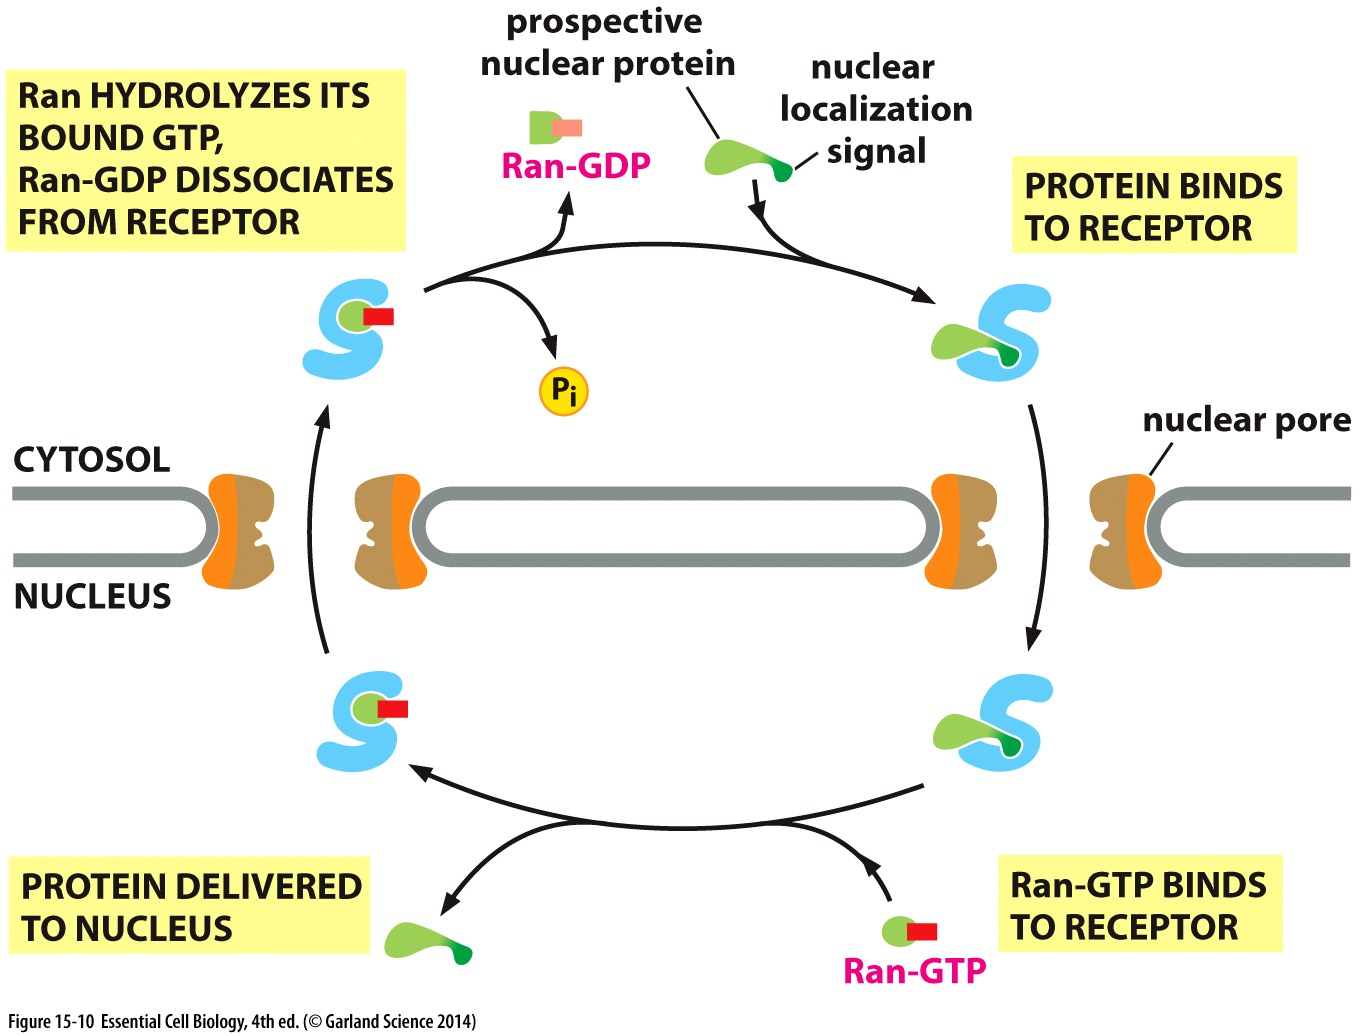 prospective
nuclear protein
nuclear
localization
signal
Ran HYDROLYZES ITS
BOUND GTP,
Ran-GDP DISSOCIATES
FROM RECEPTOR
Ran-GDP
PROTEIN BINDS
TO RECEPTOR
Pi
nuclear pore
CYTOSOL
NUCLEUS
PROTEIN DELIVERED
TO NUCLEUS
Ran-GTP BINDS
TO RECEPTOR
Ran-GTP
Figure 15-10 Essential Cell Biology, 4th ed. (© Garland Science 2014)